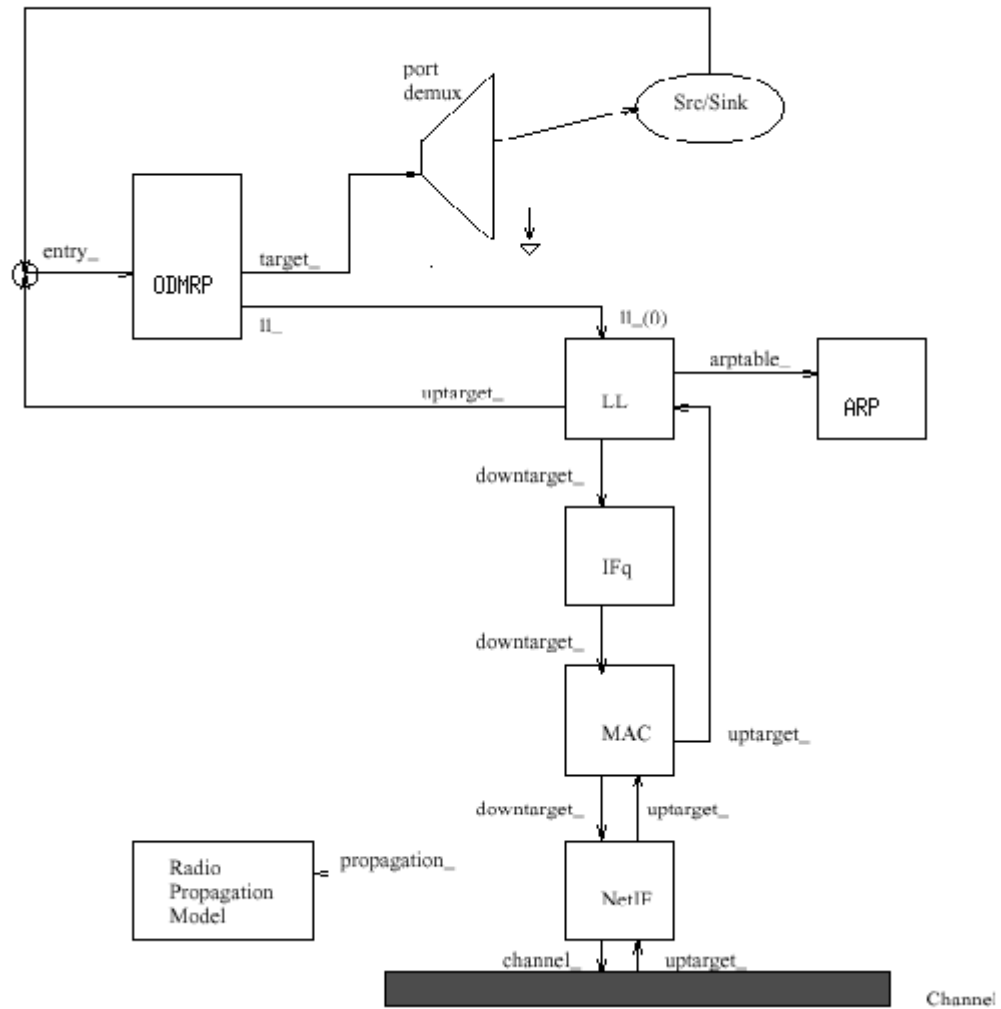 port
demux
Src/Sink
entry_
target_
ODMRP
ll_
ll_(0)
arptable_
uptarget_
LL
ARP
downtarget_
IFq
downtarget_
MAC
uptarget_
downtarget_
uptarget_
Radio
Propagation
Model
propagation_
NetIF
channel_
uptarget_
Channel